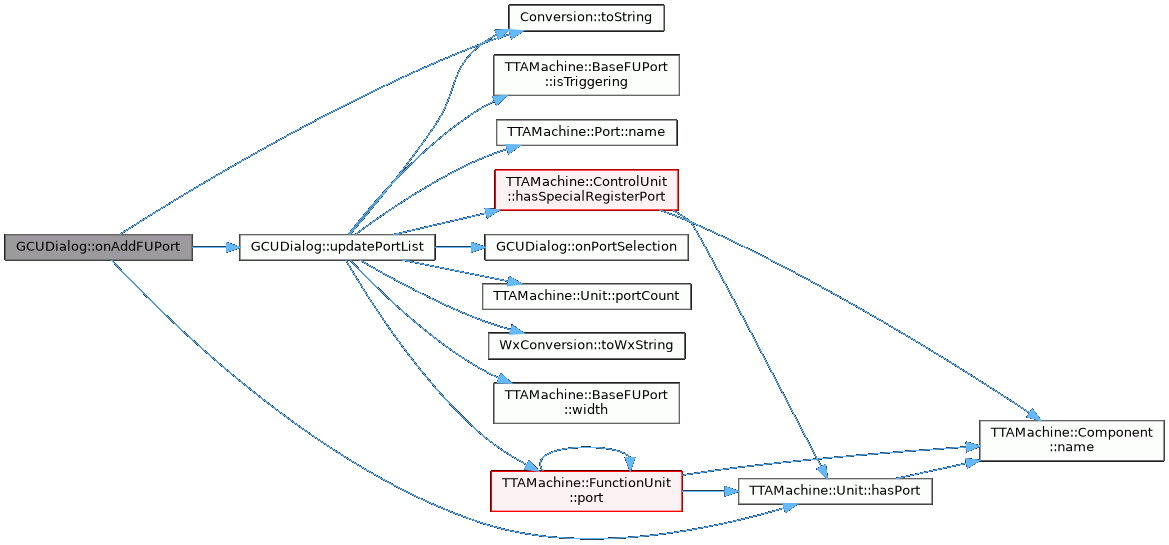 Conversion::toString
TTAMachine::BaseFUPort
::isTriggering
TTAMachine::Port::name
TTAMachine::ControlUnit
::hasSpecialRegisterPort
GCUDialog::onAddFUPort
GCUDialog::updatePortList
GCUDialog::onPortSelection
TTAMachine::Unit::portCount
WxConversion::toWxString
TTAMachine::BaseFUPort
::width
TTAMachine::Component
::name
TTAMachine::FunctionUnit
::port
TTAMachine::Unit::hasPort